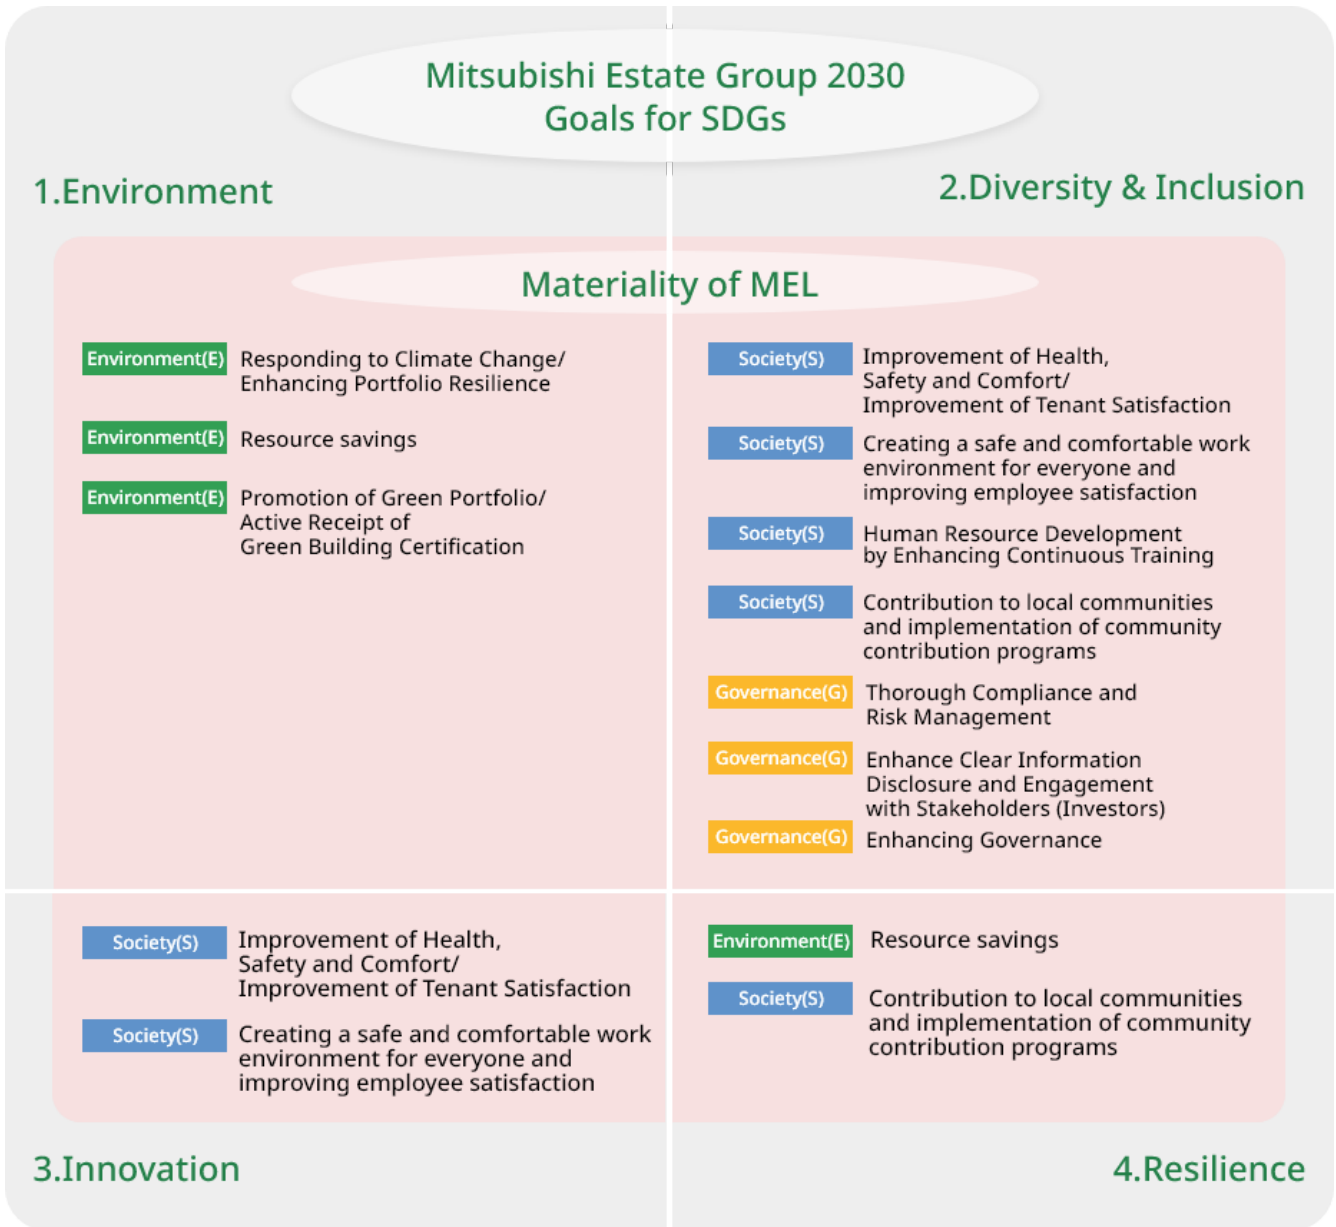 Mitsubishi Estate Group 2030
Goals for SDGs
1.Environment
2.Diversity & Inclusion
Materiality of MEL
Environment(E)
Responding to Climate Change/
Enhancing Portfolio Resilience
Environment(E)
Resource savings
Environment(E)
Promotion of Green Portfolio/
Active Receipt of
Green Building Certification
Society(S)
Improvement of Health,
Safety and Comfort/
Improvement of Tenant Satisfaction
Society(S)
Creating a safe and comfortable work
environment for everyone and
improving employee satisfaction
Society(S)
Human Resource Development
by Enhancing Continuous Training
Society(S)
Contribution to local communities
and implementation of community
contribution programs
Governance(G)
Thorough Compliance and
Risk Management
Governance(G)
Enhance Clear Information
Disclosure and Engagement
with Stakeholders (Investors)
Governance(G)
Enhancing Governance
Society(S)
Improvement of Health,
Safety and Comfort/
Improvement of Tenant Satisfaction
Society(S)
Creating a safe and comfortable work
environment for everyone and
improving employee satisfaction
Environment(E)
Resource savings
Society(S)
Contribution to local communities
and implementation of community
contribution programs
3.Innovation
4.Resilience